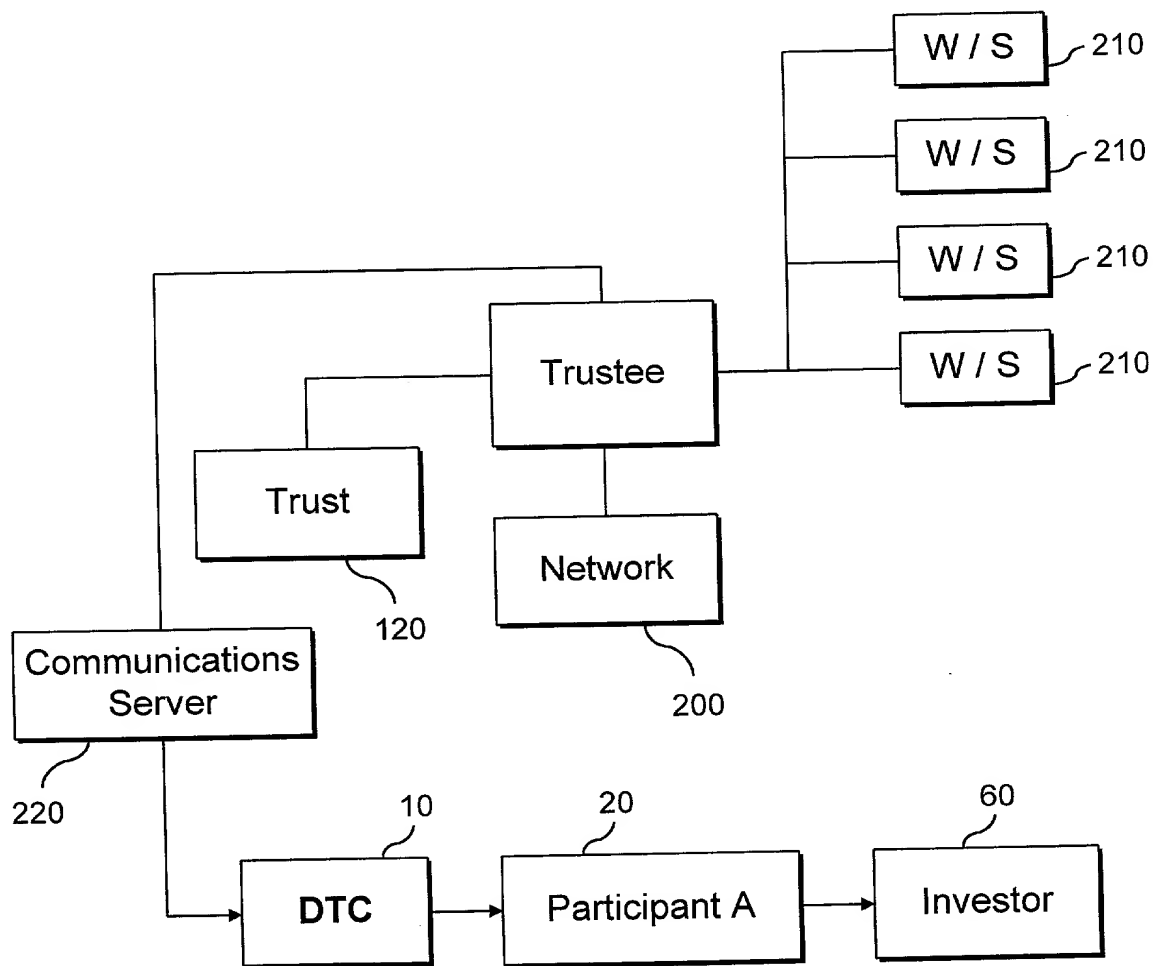 W / S
210
W / S
210
W / S
210
W / S
210
Trustee
Trust
120
Network
200
Communications
Server
220
10
DTC
20
Participant A
60
Investor